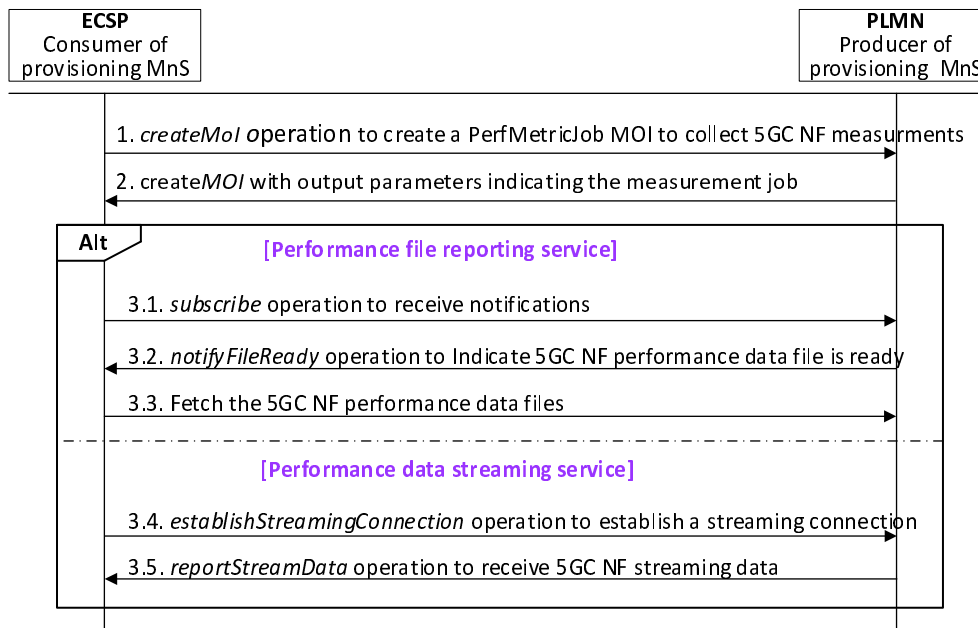 ECSP
Consumer of
provisioning MnS
PLMN
Producer of
provisioning MnS
1. createMoI operation to create a PerfMetricJob MOI to collect 5GC NF measurments
2. createMOI with output parameters indicating the measurement job
Alt
[Performance file reporting service]
3.1. subscribe operation to receive notifications
3.2. notifyFileReady operation to Indicate 5GC NF performance data file is ready
3.3. Fetch the 5GC NF performance data files
[Performance data streaming service]
3.4. establishStreamingConnection operation to establish a streaming connection
3.5. reportStreamData operation to receive 5GC NF streaming data